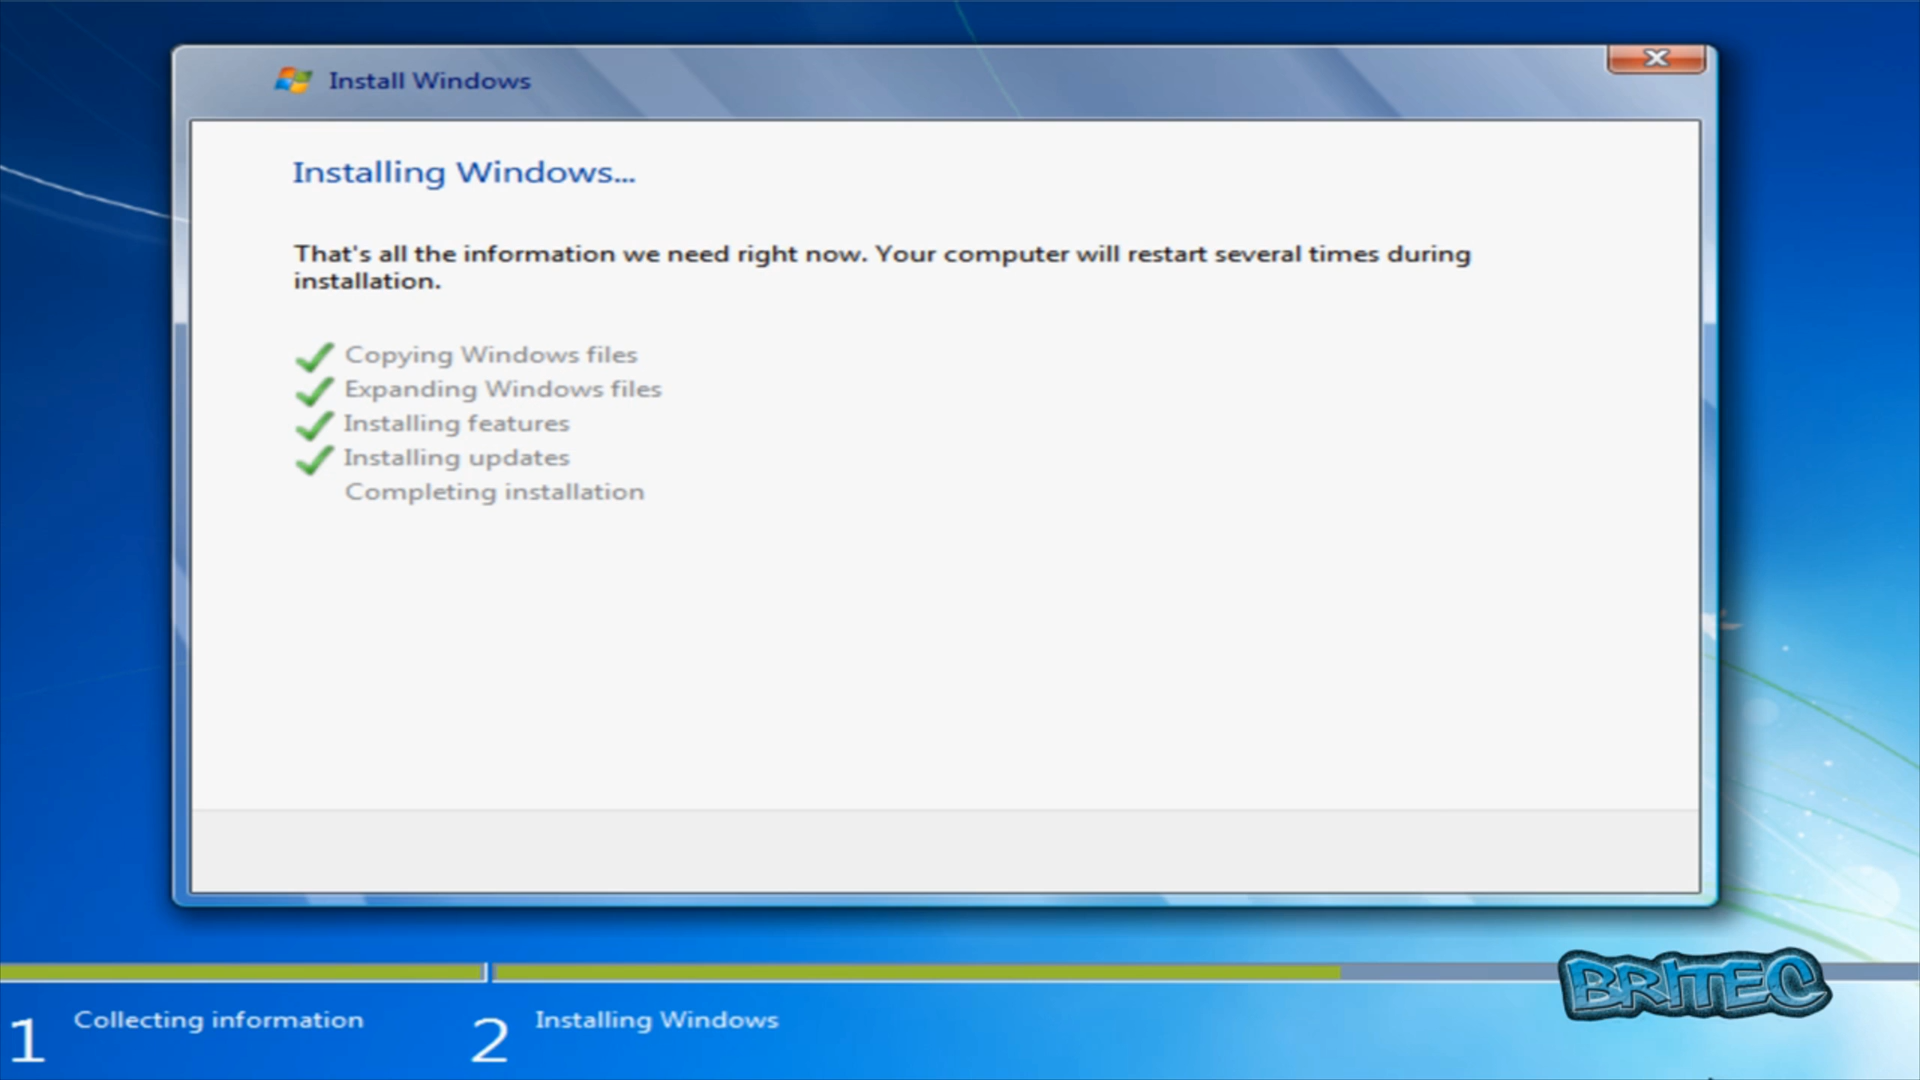 Install Windows
Installing Windows...
That's all the information we need right now. Your computer will restart several times during
installation.
Copying Windows files
Expanding Windows files
Installing features
Installing updates
Completing installation
1 Collecting information
2 Installing Windows
BRITEC